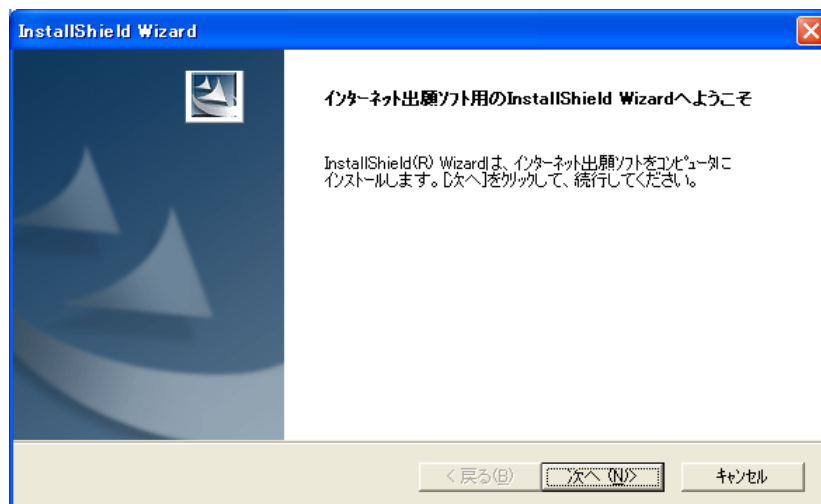 InstallShield Wizard
インターネット出願ソフト用のInstallShield Wizardへようこそ
InstallShield(R) Wizardは、インターネット出願ソフトをコンピュータに
インストールします。[次へ]をクリックして、続行してください。
< 戻る(B)
次へ (N)>
キャンセル